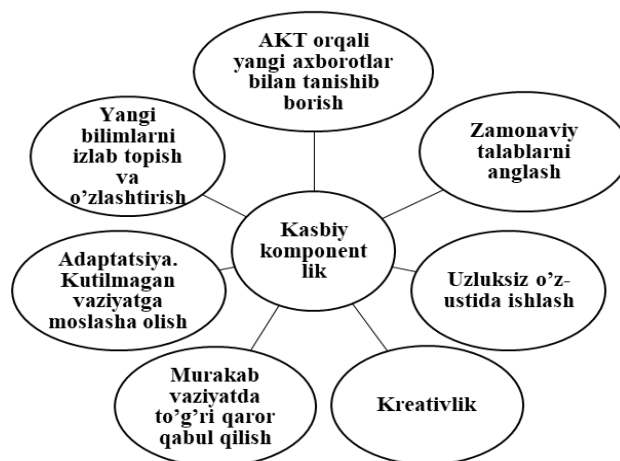 AKT orqali
yangi axborotlar
bilan tanishib
borish
Yangi
bilimlarni
izlab topish
va
o’zlashtirish
Zamonaviy
talablarni
anglash
Kasbiy
komponent
lik
Adaptatsiya.
Kutilmagan
vaziyatga
moslasha olish
Uzluksiz o’z-
ustida ishlash
Murakab
vaziyatda
to’g’ri qaror
qabul qilish
Kreativlik